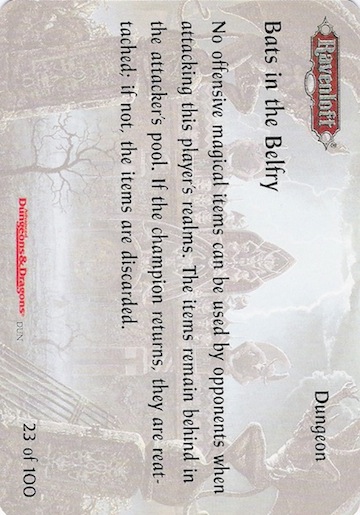 Ravenloft®
Dungeon
Bats in the Belfry
No offensive magical items can be used by opponents when
attacking this player's realms. The items remain behind in
the attacker's pool. If the champion returns, they are reat-
tached; if not, the items are discarded.
Dungeons & Dragons®
DUN
23 of 100